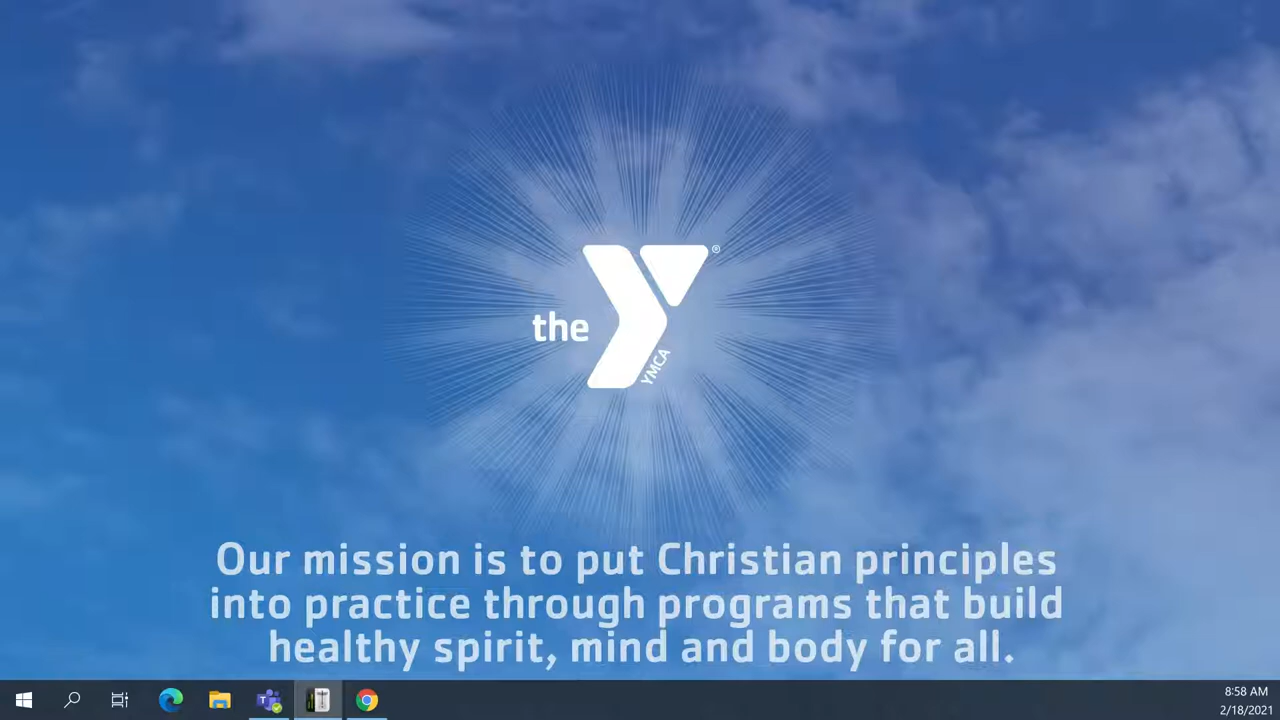 the
YMCA
®
Our mission is to put Christian principles
into practice through programs that build
healthy spirit, mind and body for all.
8:58 AM
2/18/2021